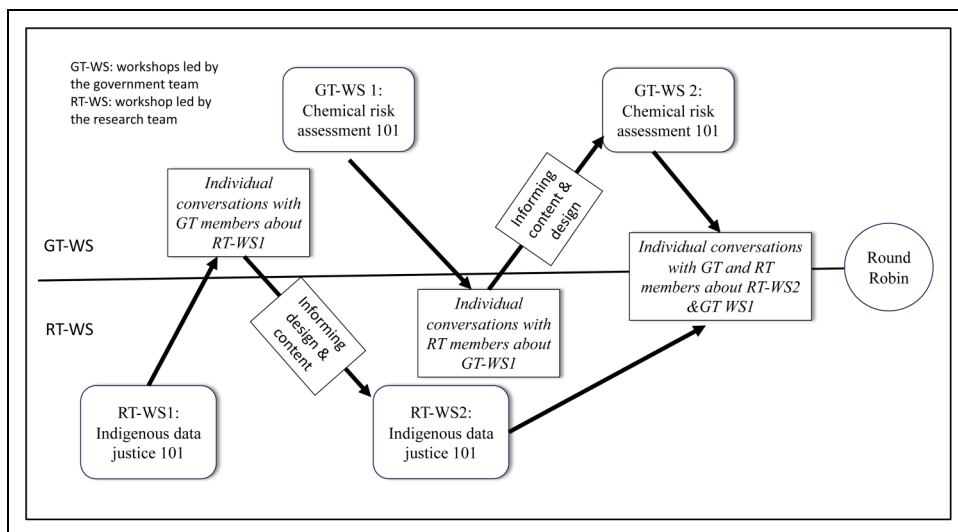 GT-WS: workshops led by
the government team
RT-WS: workshop led by
the research team
GT-WS 1:
Chemical risk
assessment 101
GT-WS 2:
Chemical risk
assessment 101
Individual
conversations with
GT members about
RT-WS1
Informing
content &
design
GT-WS
Individual conversations
with GT and RT
members about RT-WS2
&GT WS1
Round
Robin
RT-WS
Informing
design &
content
Individual
conversations with
RT members about
GT-WS1
RT-WS1:
Indigenous data
justice 101
RT-WS2:
Indigenous data
justice 101